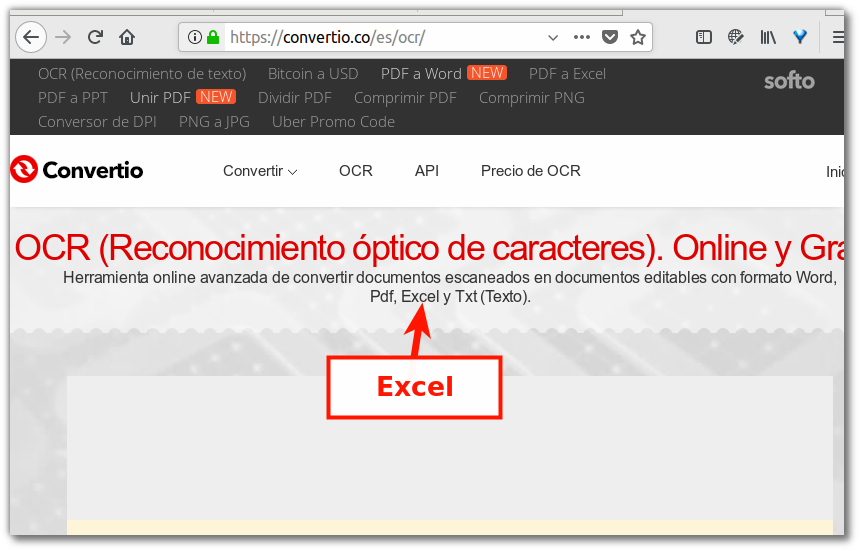 https://convertio.co/es/ocr/
OCR (Reconocimiento de texto) Bitcoin a USD PDF a Word NEW PDF a Excel
softo
PDF a PPT Unir PDF NEW Dividir PDF Comprimir PDF Comprimir PNG
Conversor de DPI PNG a JPG Uber Promo Code
Convertio Convertir OCR API Precio de OCR
OCR (Reconocimiento óptico de caracteres). Online y Gra
Herramienta online avanzada de convertir documentos escaneados en documentos editables con formato Word,
Pdf, Excel y Txt (Texto).
Excel